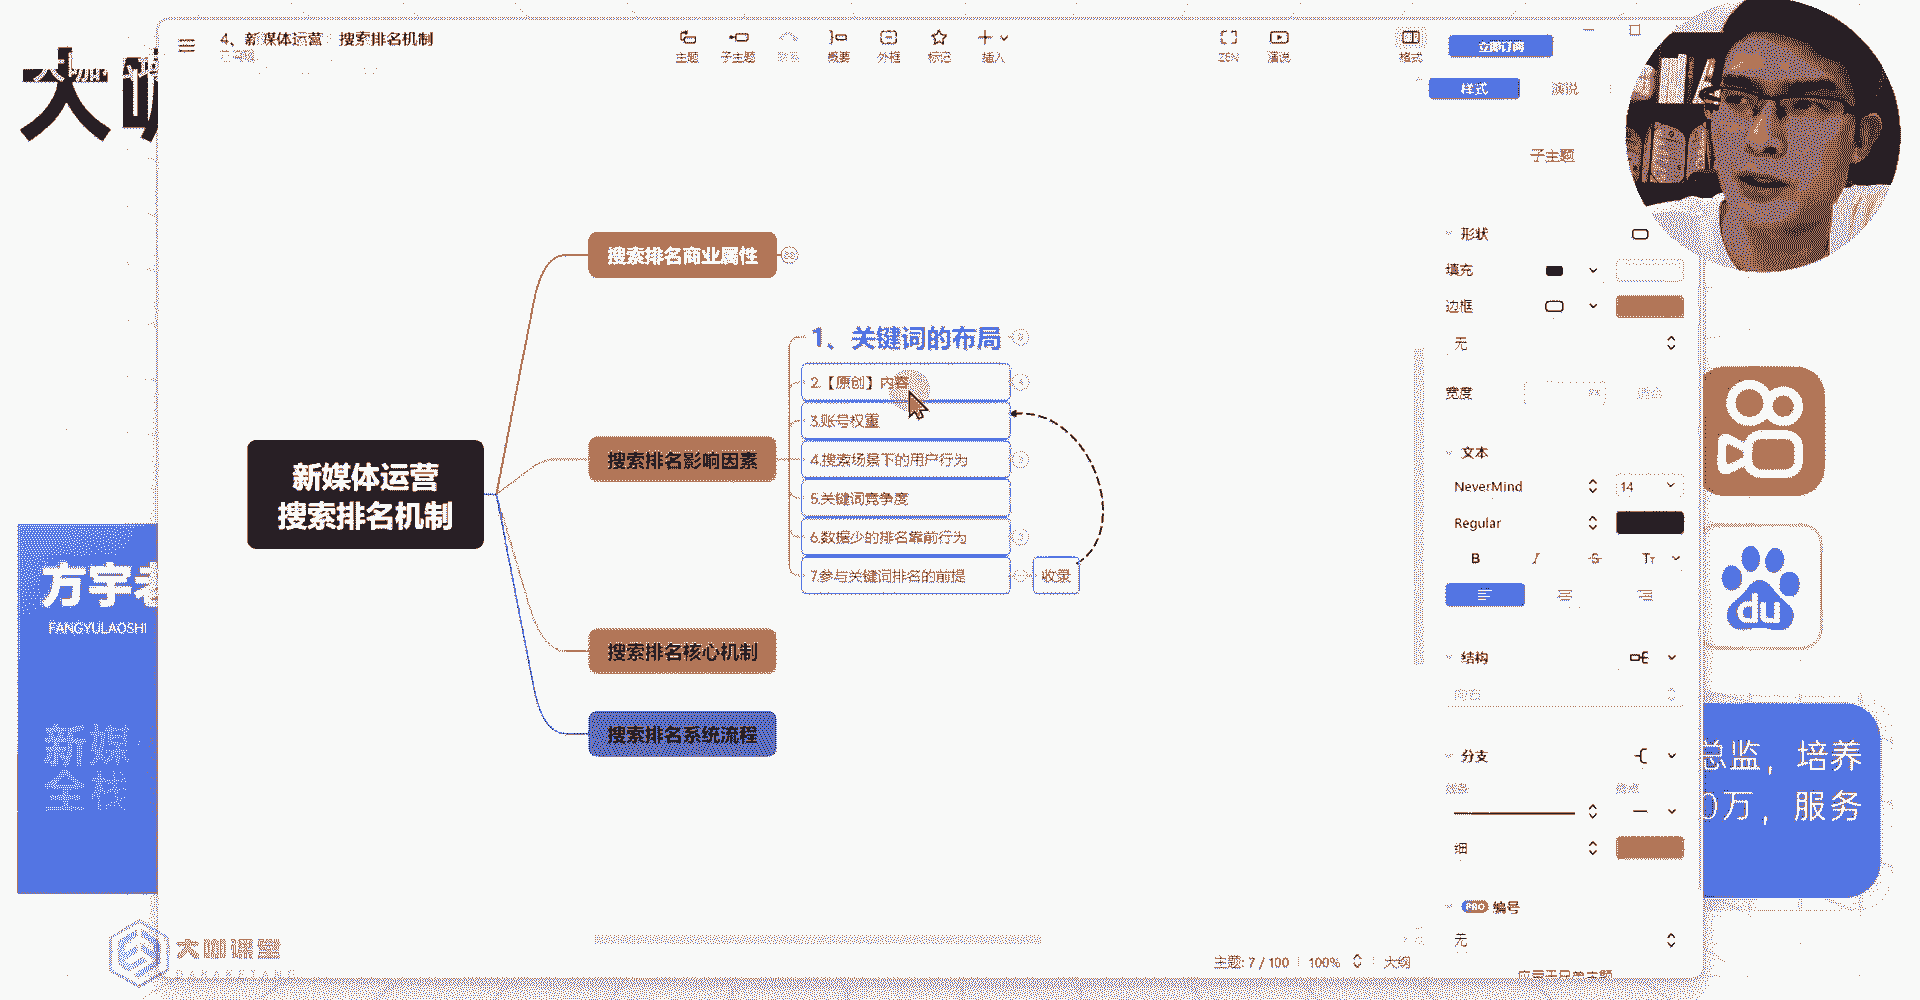 4、新媒体运营 搜索排名机制
主题
子主题
概要
外框
标记
插入
ZEN
演说
格式
立即订阅
样式
演说
子主题
形状
填充
边框
无
宽度
文本
NeverMind
14
Regular
B
I
S
结构
分支
细
PRO 编号
无
搜索排名商业属性
1、关键词的布局
2.【原创】内容
3.账号权重
4.搜索场景下的用户行为
5.关键词竞争度
6.数据少的排名靠前行为
7.参与关键词排名的前提
收录
搜索排名影响因素
新媒体运营
搜索排名机制
搜索排名核心机制
搜索排名系统流程
主题: 7 / 100
100%
大纲
方宇老
FANGYULAOSHI
新媒
全栈
du
总监，培养
0万，服务
大咖课堂
DAKAKETANG